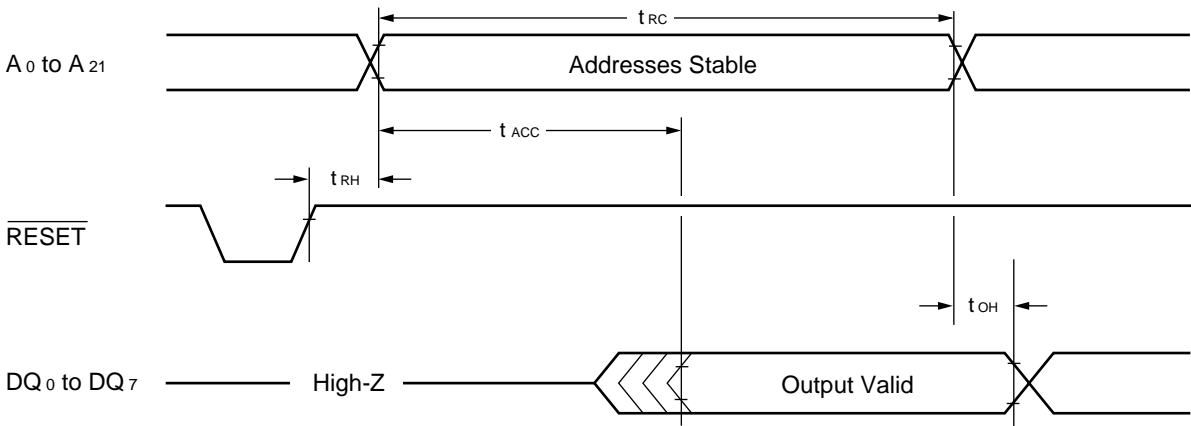 t RC
A 0 to A 21
Addresses Stable
t ACC
t RH
RESET
t OH
DQ 0 to DQ 7
High-Z
Output Valid